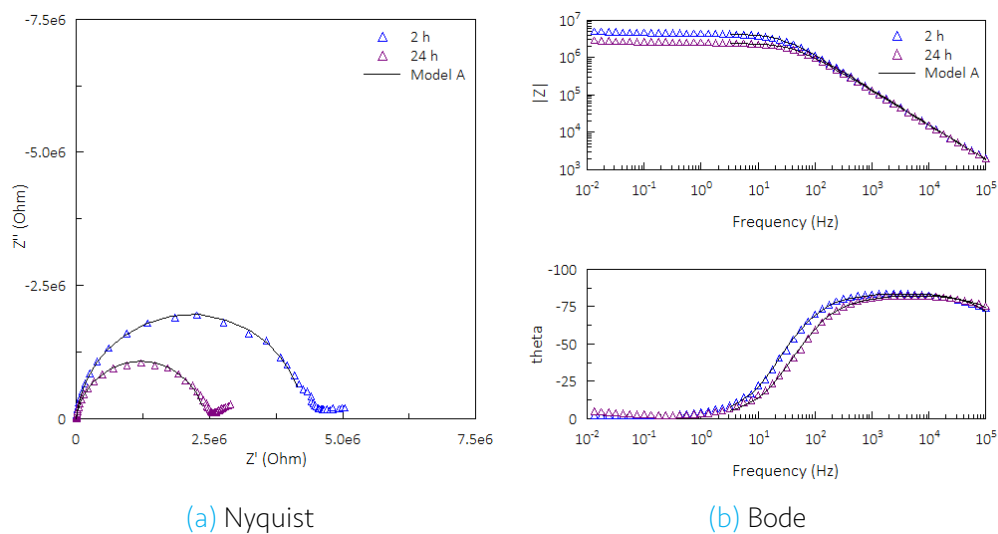 -7.5e6
-5.0e6
-2.5e6
0
Z'' (Ohm)
2 h
24 h
Model A
0
2.5e6
5.0e6
7.5e6
Z' (Ohm)
(a) Nyquist
10^7
10^6
10^5
10^4
10^3
|Z|
2 h
24 h
Model A
10^-2
10^-1
10^0
10^1
10^2
10^3
10^4
10^5
Frequency (Hz)
-100
-75
-50
-25
0
theta
10^-2
10^-1
10^0
10^1
10^2
10^3
10^4
10^5
Frequency (Hz)
(b) Bode